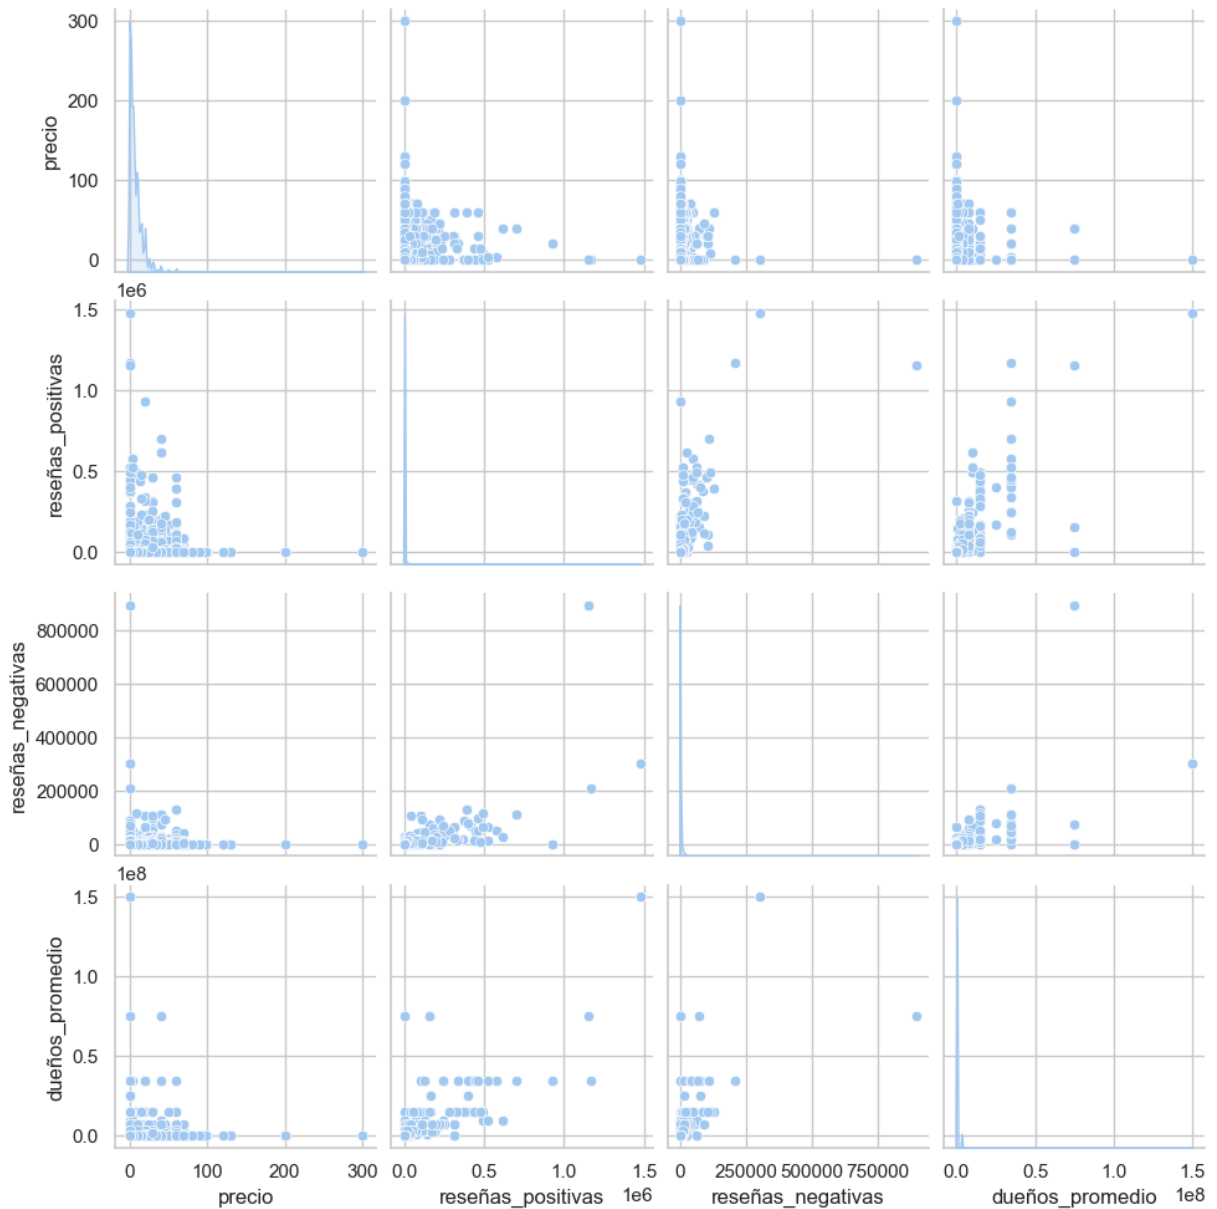 300
200
100
0
precio
1e6
1.5
1.0
0.5
0.0
reseñas_positivas
800000
600000
400000
200000
0
reseñas_negativas
1e8
1.5
1.0
0.5
0.0
dueños_promedio
0 100 200 300
precio
0.0 0.5 1.0 1.5
reseñas_positivas 1e6
0 250000 500000 750000
reseñas_negativas
0.0 0.5 1.0 1.5
dueños_promedio 1e8